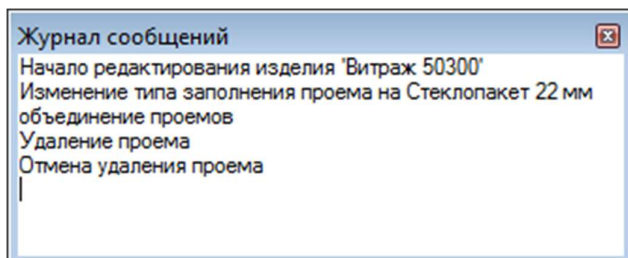 Журнал сообщений
Начало редактирования изделия 'Витраж 50300'
Изменение типа заполнения проема на Стеклопакет 22 мм
объединение проемов
Удаление проема
Отмена удаления проема